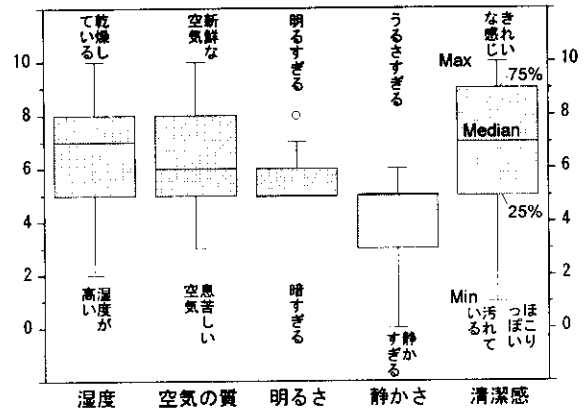 乾燥し
ている
新鮮な
空気
明るすぎる
うるさすぎる
きれい
な感じ
Max
75%
Median
25%
Min
10
8
6
4
2
0
10
8
6
4
2
0
湿度が
高い
息苦しい
空気
暗すぎる
静か
すぎる
ほこり
っぽい
汚れて
いる
湿度
空気の質
明るさ
静かさ
清潔感